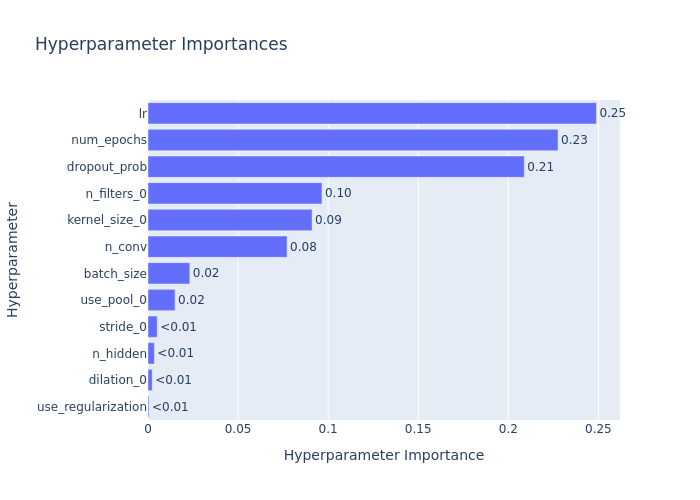 Hyperparameter Importances
lr 0.25
num_epochs 0.23
dropout_prob 0.21
n_filters_0 0.10
kernel_size_0 0.09
n_conv 0.08
batch_size 0.02
use_pool_0 0.02
stride_0 <0.01
n_hidden <0.01
dilation_0 <0.01
use_regularization <0.01
0 0.05 0.1 0.15 0.2 0.25
Hyperparameter Importance
Hyperparameter